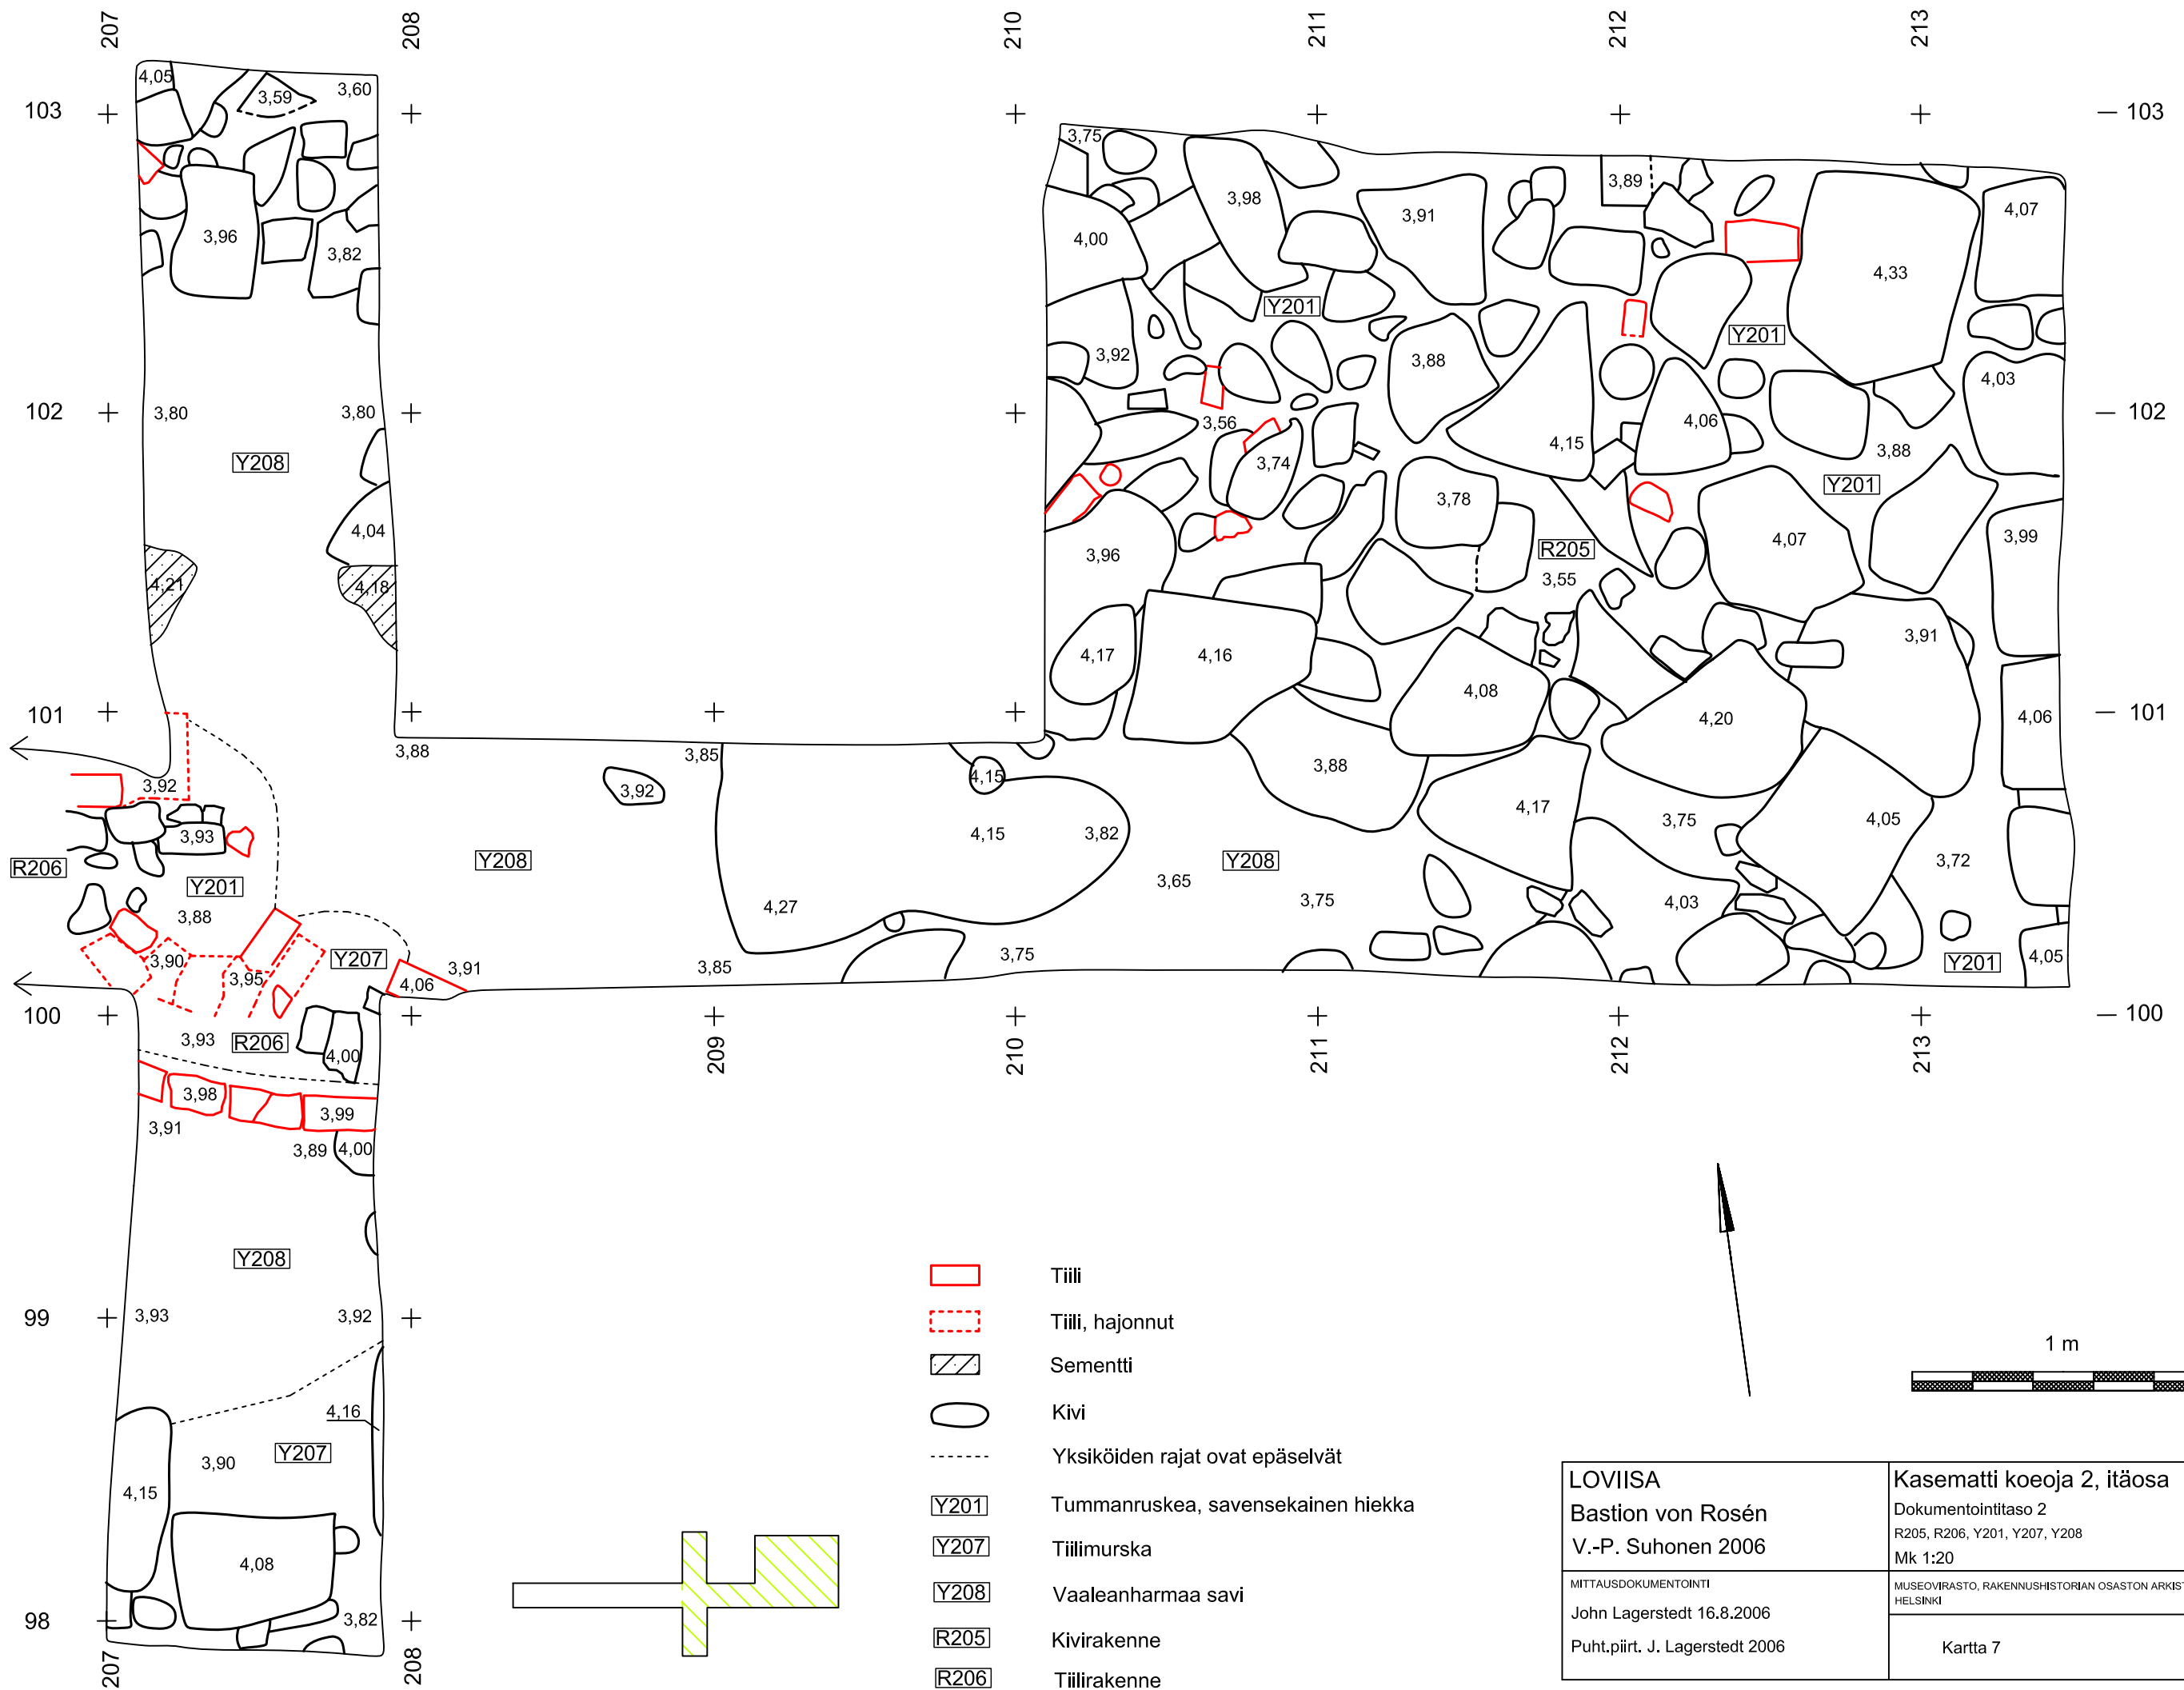 207 208 210 211 212 213
4,05 3,59 3,60
103 103
3,75
3,89
3,98 3,91 4,07
3,96 3,82 4,00 4,33
Y201 Y201
3,92 3,88 4,03
102 3,80 3,80 3,56 4,15 4,06 102
3,88
Y208 3,74 Y201
3,78
4,04 3,96 R205 4,07 3,99
4,21 4,18 3,55
4,17 4,16 3,91
4,08
101 4,20 4,06 101
3,88 3,85
3,92 3,92 4,15 3,88
4,17
3,93 4,15 3,82 3,75 4,05
R206 Y208 Y208 3,72
Y201 3,65
3,88 4,27 3,75 4,03
3,90 Y207 3,75
3,95 4,06 3,91 3,85 Y201 4,05
100 100
3,93 R206 4,00
209 210 211 212 213
3,98 3,99
3,91
3,89 4,00
Y208
99 3,93 3,92
4,16
3,90 Y207
4,15
4,08
98 3,82
207 208
Tiili
Tiili, hajonnut
Sementti
Kivi
Yksiköiden rajat ovat epäselvät
Y201 Tummanruskea, savensekainen hiekka
Y207 Tiilimurska
Y208 Vaaleanharmaa savi
R205 Kivirakenne
R206 Tiilirakenne
1 m
LOVIISA
Bastion von Rosén
V.-P. Suhonen 2006
MITTAUSDOKUMENTOINTI
John Lagerstedt 16.8.2006
Puht.piirt. J. Lagerstedt 2006
Kasematti koeoja 2, itäosa
Dokumentointitaso 2
R205, R206, Y201, Y207, Y208
Mk 1:20
MUSEOVIRASTO, RAKENNUSHISTORIAN OSASTON ARKIST
HELSINKI
Kartta 7